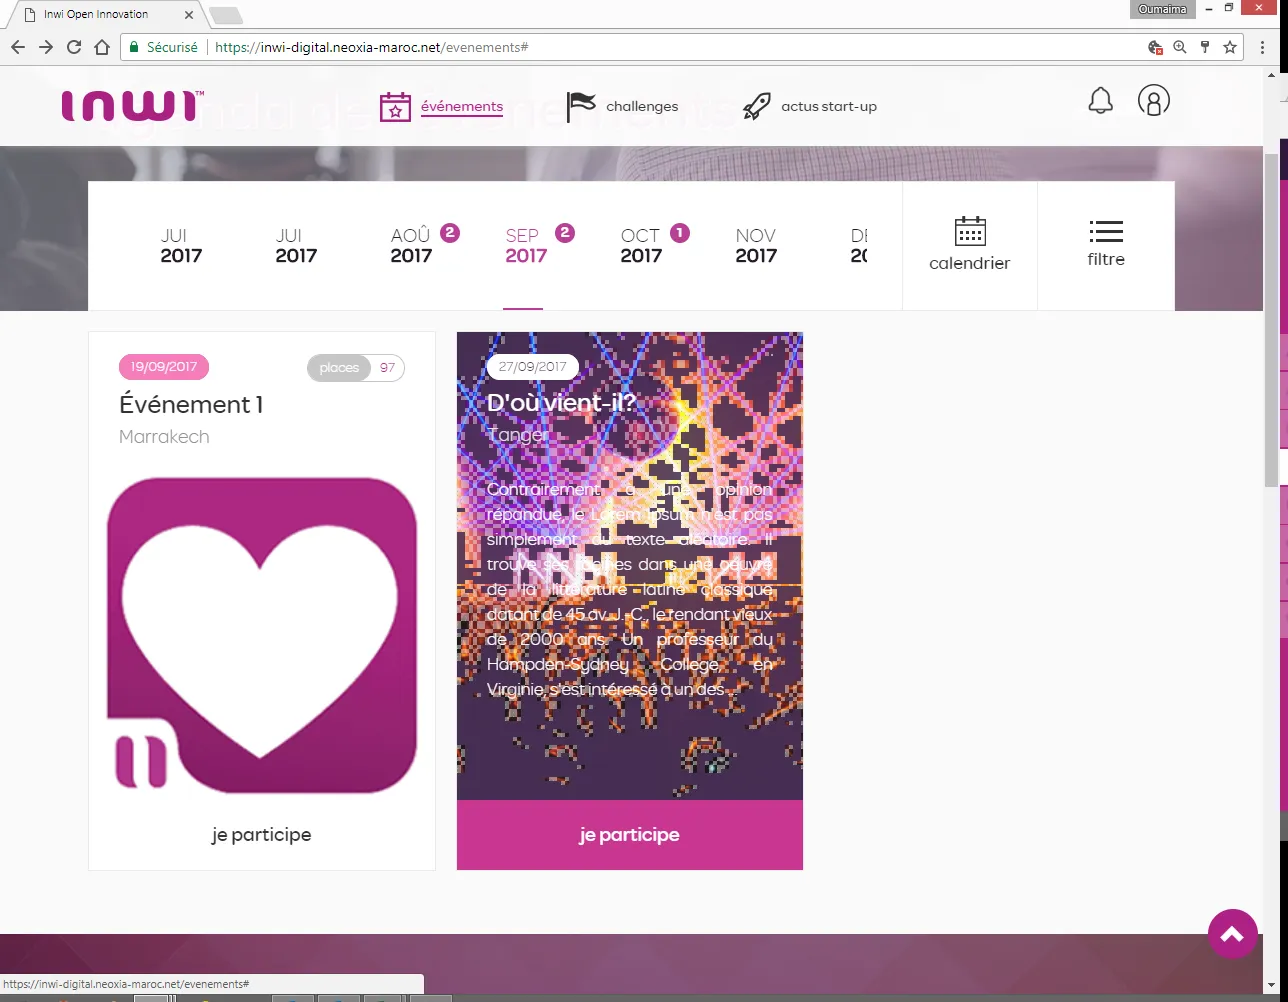 Inwi Open Innovation
Oumaima
Sécurisé
https://inwi-digital.neoxia-maroc.net/evenements#
inwi™
événements
challenges
actus start-up
JUI
2017
JUI
2017
AOÛ 2
2017
SEP 2
2017
OCT 1
2017
NOV
2017
calendrier
filtre
19/09/2017
places 97
Événement 1
Marrakech
je participe
27/09/2017
D'où vient-il?
Tanger
Contrairement à une opinion
répandue, le Lorem Ipsum n'est pas
simplement du texte aléatoire. Il
trouve ses racines dans une oeuvre
de la littérature latine classique
datant de 45 av. J.-C., le rendant vieux
de 2000 ans. Un professeur du
Hampden-Sydney College, en
Virginie, s'est intéressé à un des ...
je participe
https://inwi-digital.neoxia-maroc.net/evenements#